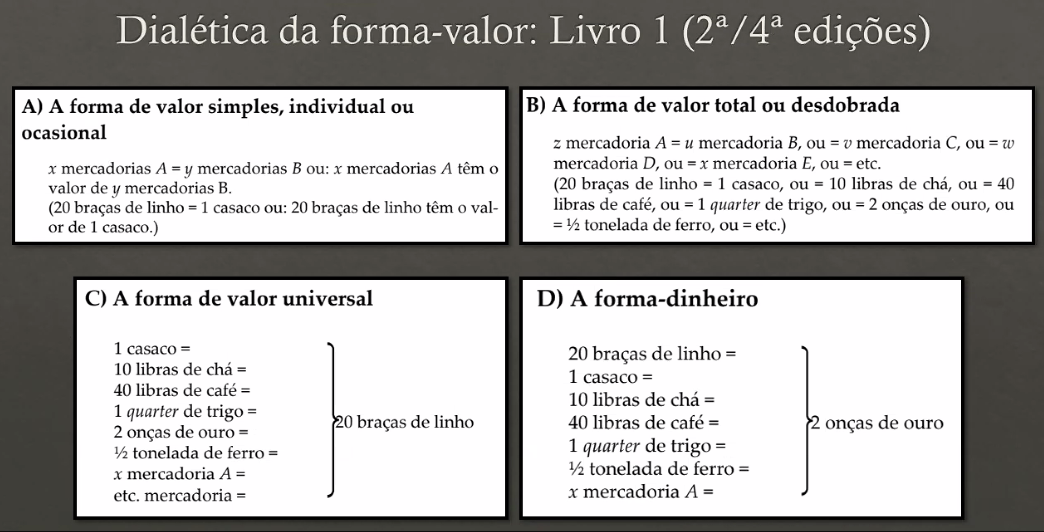 Dialética da forma-valor: Livro 1 (2ª/4ª edições)
A) A forma de valor simples, individual ou
ocasional
x mercadorias A = y mercadorias B ou: x mercadorias A têm o
valor de y mercadorias B.
(20 braças de linho = 1 casaco ou: 20 braças de linho têm o val-
or de 1 casaco.)
B) A forma de valor total ou desdobrada
z mercadoria A = u mercadoria B, ou = v mercadoria C, ou = w
mercadoria D, ou = x mercadoria E, ou = etc.
(20 braças de linho = 1 casaco, ou = 10 libras de chá, ou = 40
libras de café, ou = 1 quarter de trigo, ou = 2 onças de ouro, ou
= ½ tonelada de ferro, ou = etc.)
C) A forma de valor universal
1 casaco =
10 libras de chá =
40 libras de café =
1 quarter de trigo =
2 onças de ouro =
½ tonelada de ferro =
x mercadoria A =
etc. mercadoria =
20 braças de linho
D) A forma-dinheiro
20 braças de linho =
1 casaco =
10 libras de chá =
40 libras de café =
1 quarter de trigo =
½ tonelada de ferro =
x mercadoria A =
2 onças de ouro